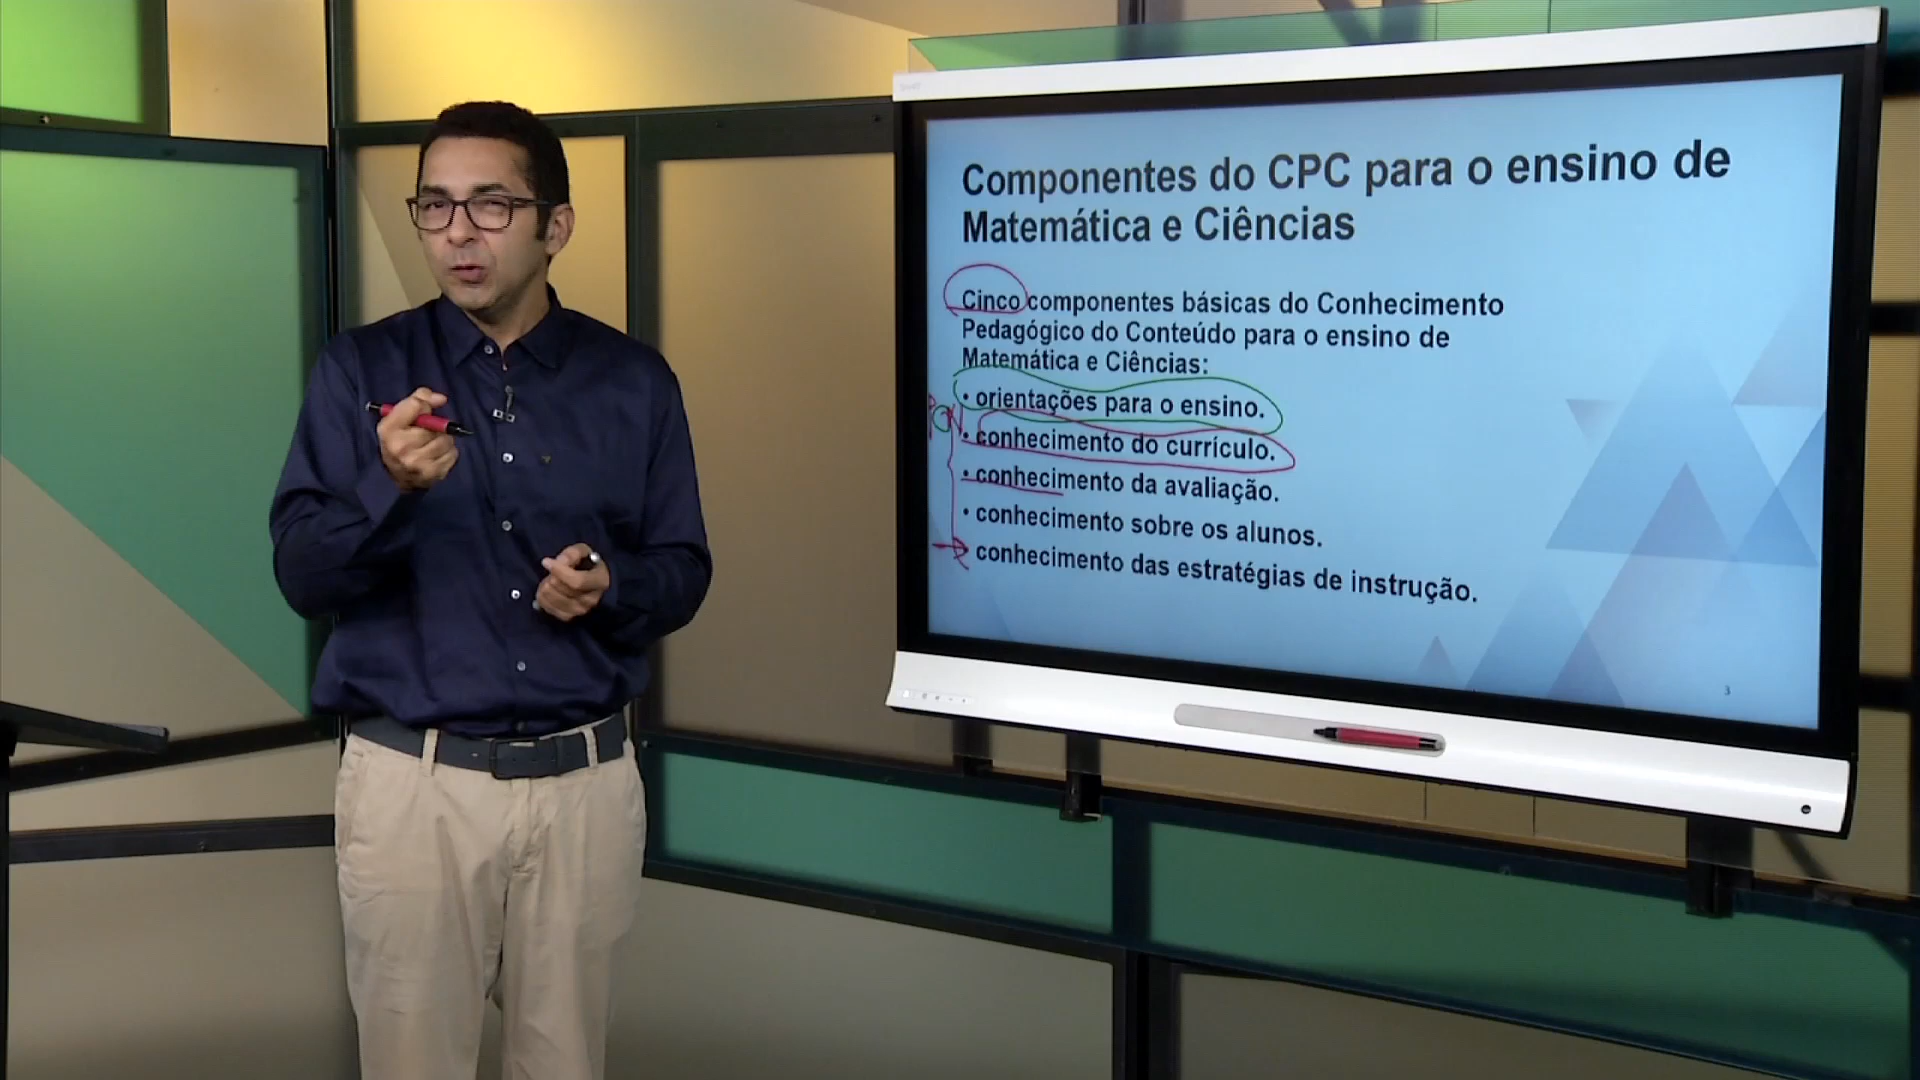 Componentes do CPC para o ensino de
Matemática e Ciências
Cinco componentes básicas do Conhecimento
Pedagógico do Conteúdo para o ensino de
Matemática e Ciências:
• orientações para o ensino.
• conhecimento do currículo.
• conhecimento da avaliação.
• conhecimento sobre os alunos.
• conhecimento das estratégias de instrução.
3